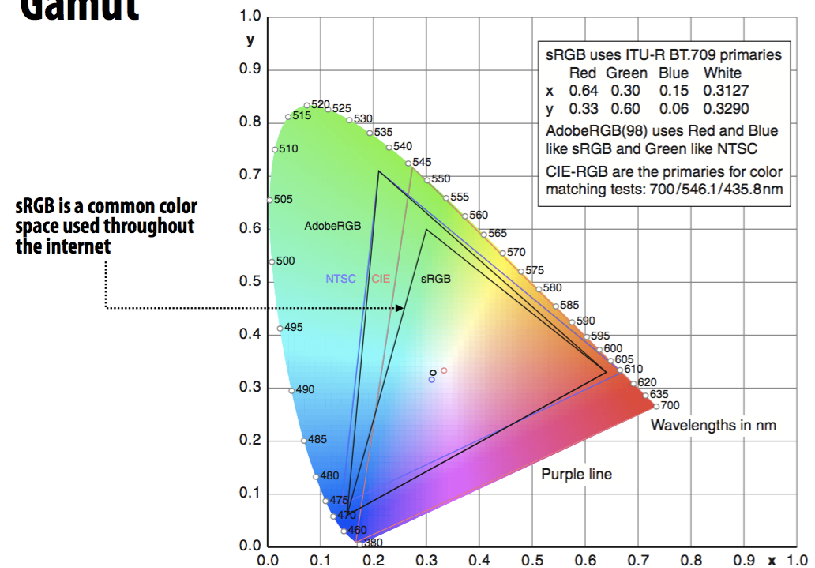 Gamut
sRGB is a common color
space used throughout
the internet
y
1.0
0.9
0.8
0.7
0.6
0.5
0.4
0.3
0.2
0.1
0.0
sRGB uses ITU-R BT.709 primaries
Red Green Blue White
x 0.64 0.30 0.15 0.3127
y 0.33 0.60 0.06 0.3290
AdobeRGB(98) uses Red and Blue
like sRGB and Green like NTSC
CIE-RGB are the primaries for color
matching tests: 700/546.1/435.8nm
520
525
515
530
535
540
510
545
550
505
555
560
565
570
500
575
580
585
495
590
595
600
605
610
490
620
635
700
485
480
475
470
460
380
AdobeRGB
NTSC CIE sRGB
Wavelengths in nm
Purple line
0.0 0.1 0.2 0.3 0.4 0.5 0.6 0.7 0.8 0.9 x 1.0